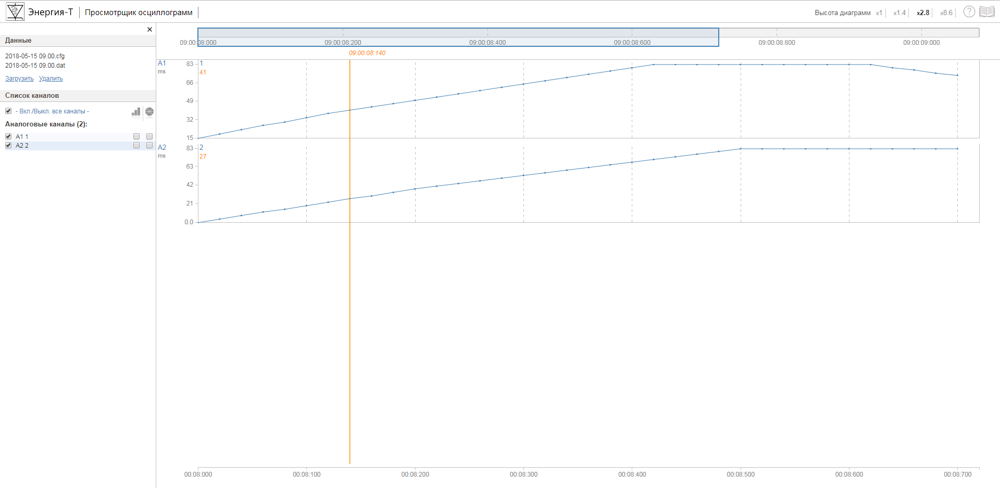 Энергия-Т
Просмотрщик осциллограмм
Высота диаграмм x1 x1.4 x2.8 x8.6 ?
Данные
2018-05-15 09.00.cfg
2018-05-15 09.00.dat
Загрузить Удалить
Список каналов
- Вкл./Выкл. все каналы -
Аналоговые каналы (2):
A1 1
A2 2
09:00:08:000 09:00:08:200 09:00:08:400 09:00:08:600 09:00:08:800 09:00:09:000
09:00:08:140
A1
ms
83
66
49
32
15
1
41
A2
ms
83
63
42
21
0.0
2
27
00:08:000 00:08:100 00:08:200 00:08:300 00:08:400 00:08:500 00:08:600 00:08:700